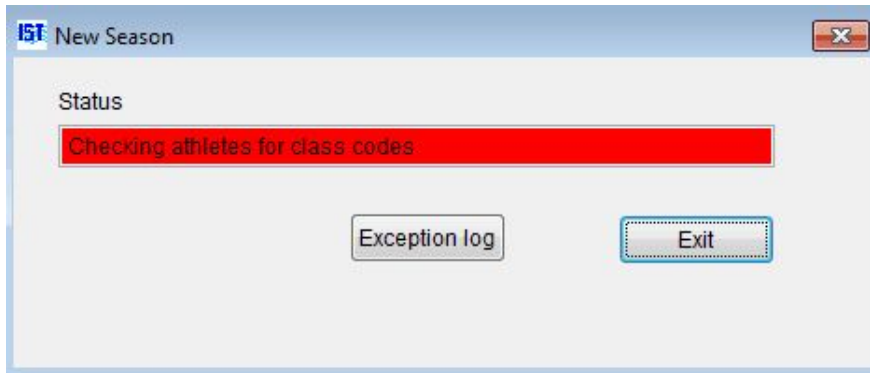 IST New Season
Status
Checking athletes for class codes
Exception log
Exit